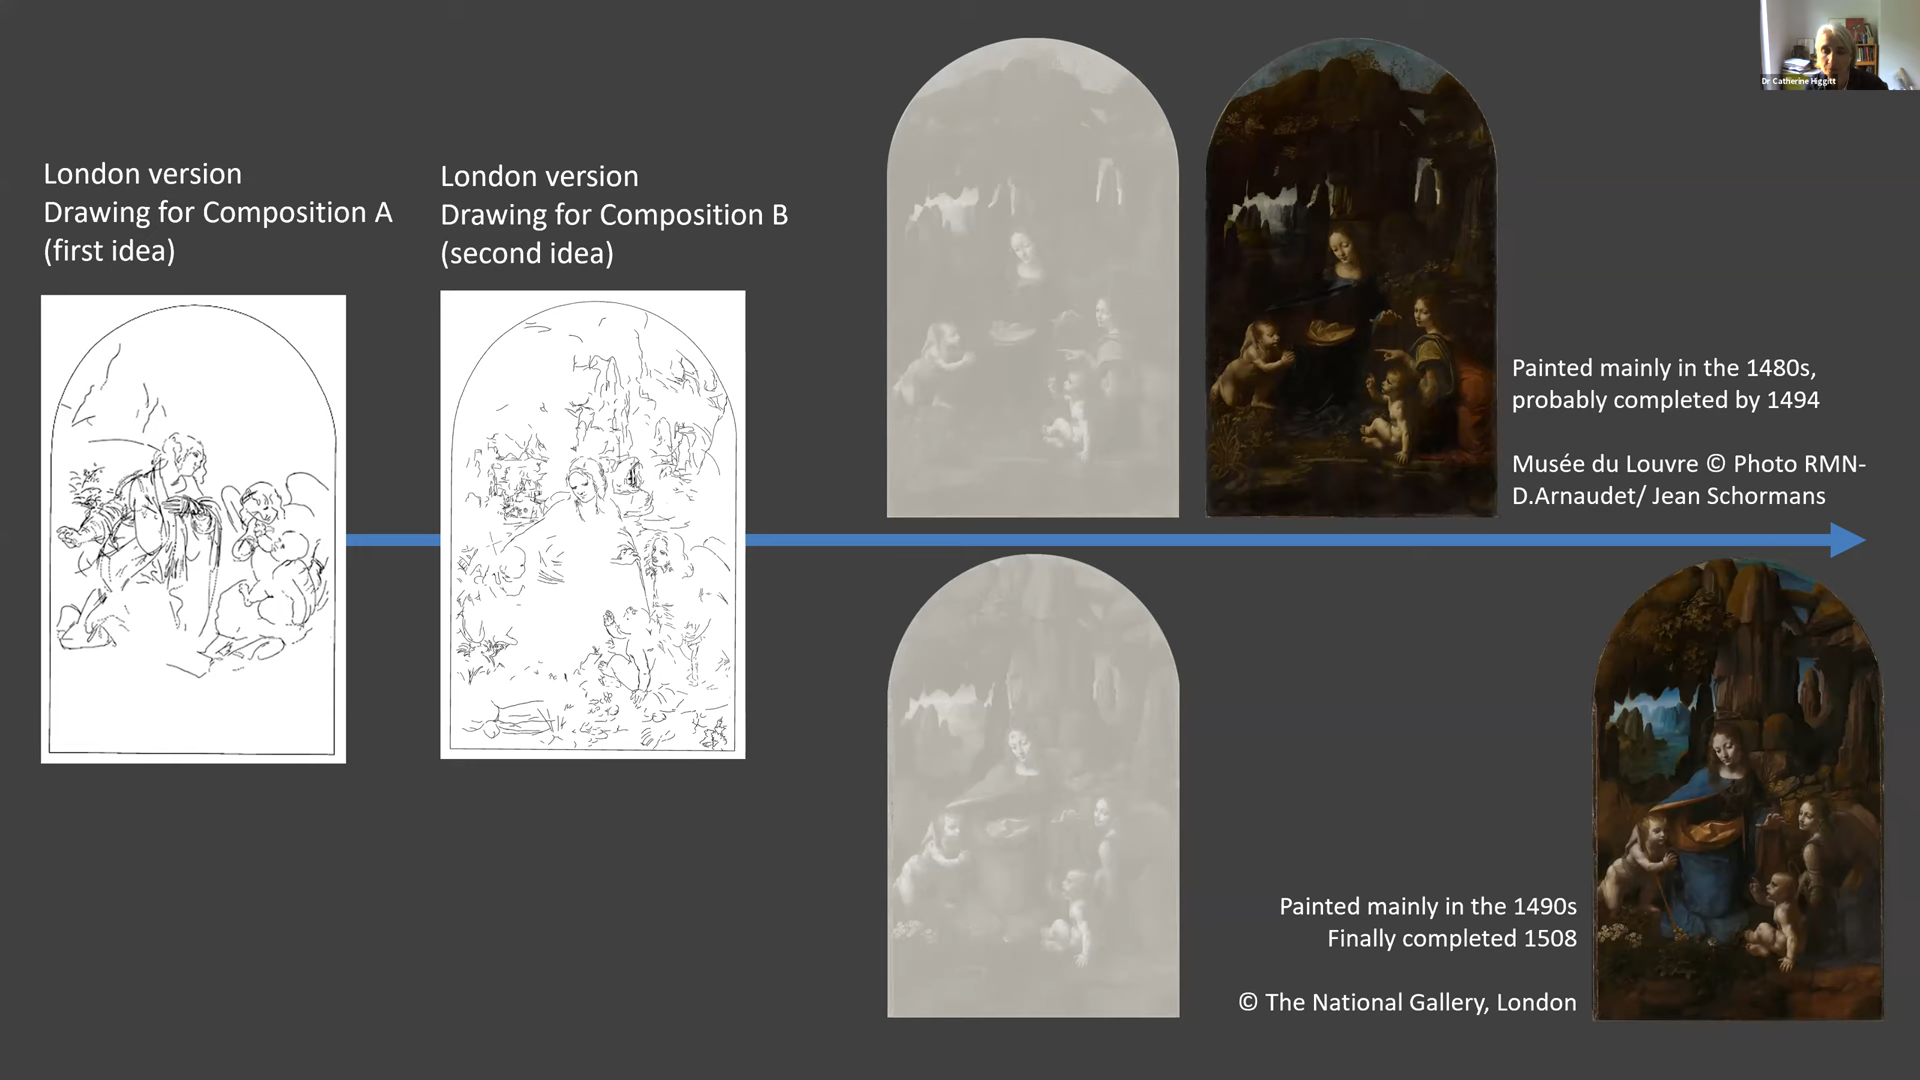 Dr Catherine Higgitt
London version
Drawing for Composition A
(first idea)
London version
Drawing for Composition B
(second idea)
Painted mainly in the 1480s,
probably completed by 1494
Musée du Louvre © Photo RMN-
D.Arnaudet/ Jean Schormans
Painted mainly in the 1490s
Finally completed 1508
© The National Gallery, London